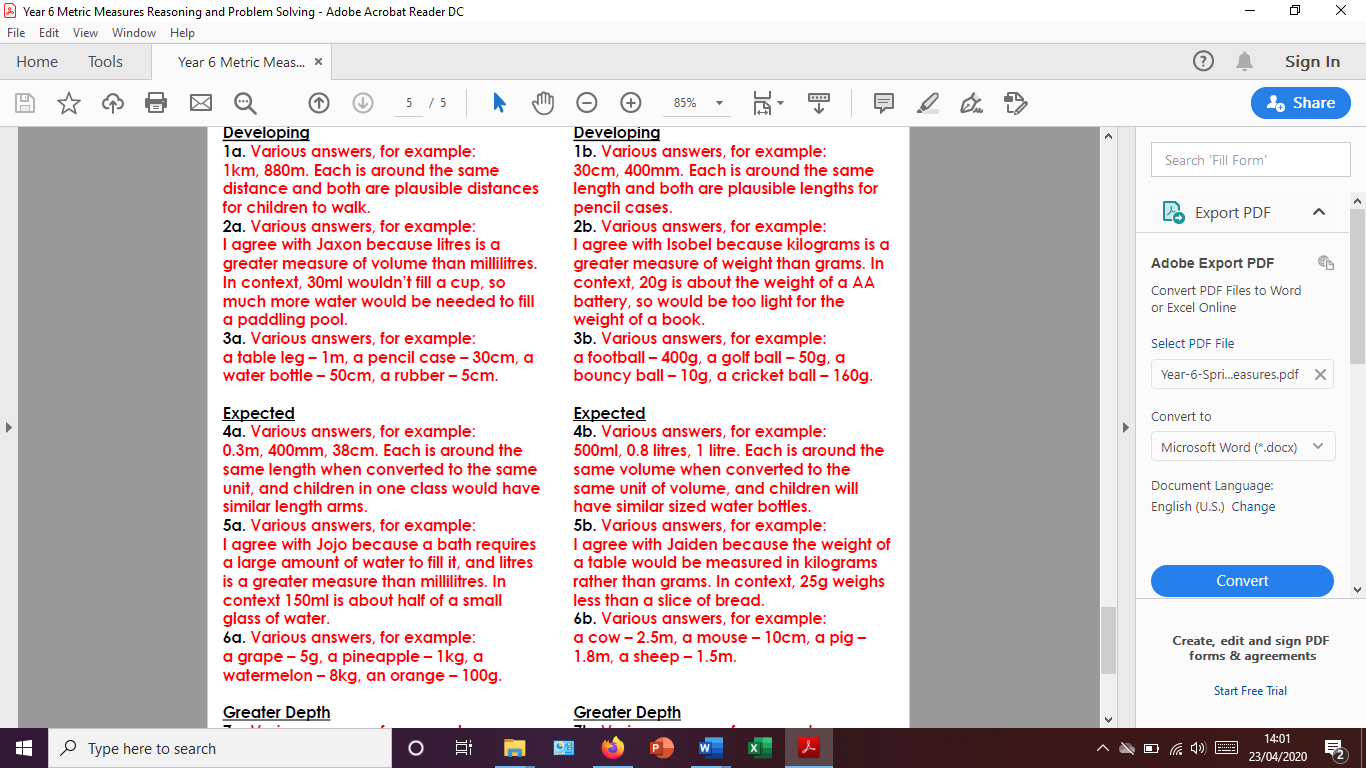 Year 6 Metric Measures Reasoning and Problem Solving - Adobe Acrobat Reader DC
File Edit View Window Help
Home Tools Year 6 Metric Meas... ×
Sign In
5 / 5
85%
Share
Developing
1a. Various answers, for example:
1km, 880m. Each is around the same
distance and both are plausible distances
for children to walk.
2a. Various answers, for example:
I agree with Jaxon because litres is a
greater measure of volume than millilitres.
In context, 30ml wouldn't fill a cup, so
much more water would be needed to fill
a paddling pool.
3a. Various answers, for example:
a table leg – 1m, a pencil case – 30cm, a
water bottle – 50cm, a rubber – 5cm.
Expected
4a. Various answers, for example:
0.3m, 400mm, 38cm. Each is around the
same length when converted to the same
unit, and children in one class would have
similar length arms.
5a. Various answers, for example:
I agree with Jojo because a bath requires
a large amount of water to fill it, and litres
is a greater measure than millilitres. In
context 150ml is about half of a small
glass of water.
6a. Various answers, for example:
a grape – 5g, a pineapple – 1kg, a
watermelon – 8kg, an orange – 100g.
Greater Depth
Developing
1b. Various answers, for example:
30cm, 400mm. Each is around the same
length and both are plausible lengths for
pencil cases.
2b. Various answers, for example:
I agree with Isobel because kilograms is a
greater measure of weight than grams. In
context, 20g is about the weight of a AA
battery, so would be too light for the
weight of a book.
3b. Various answers, for example:
a football – 400g, a golf ball – 50g, a
bouncy ball – 10g, a cricket ball – 160g.
Expected
4b. Various answers, for example:
500ml, 0.8 litres, 1 litre. Each is around the
same volume when converted to the
same unit of volume, and children will
have similar sized water bottles.
5b. Various answers, for example:
I agree with Jaiden because the weight of
a table would be measured in kilograms
rather than grams. In context, 25g weighs
less than a slice of bread.
6b. Various answers, for example:
a cow – 2.5m, a mouse – 10cm, a pig –
1.8m, a sheep – 1.5m.
Greater Depth
Search 'Fill Form'
Export PDF
Adobe Export PDF
Convert PDF Files to Word
or Excel Online
Select PDF File
Year-6-Spri...easures.pdf
Convert to
Microsoft Word (*.docx)
Document Language:
English (U.S.) Change
Convert
Create, edit and sign PDF
forms & agreements
Start Free Trial
Type here to search
14:01
23/04/2020
2